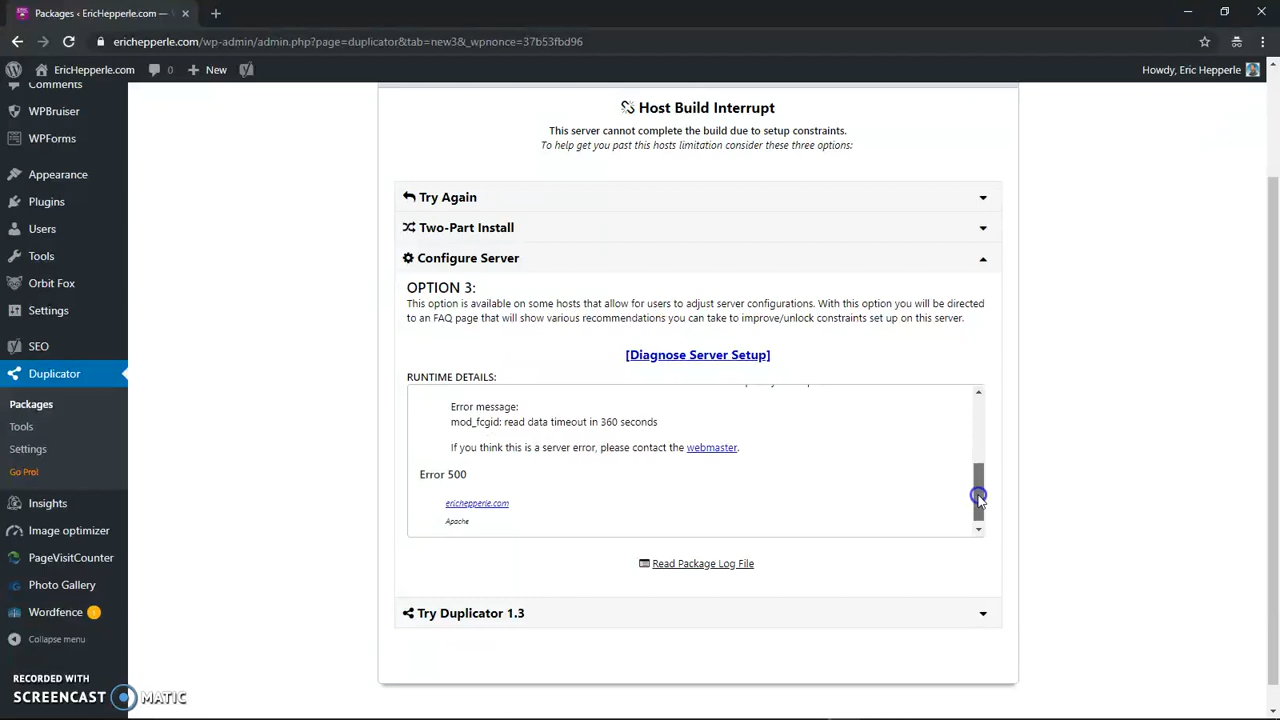 Packages ‹ EricHepperle.com —
erichepperle.com/wp-admin/admin.php?page=duplicator&tab=new3&_wpnonce=37b53fbd96
EricHepperle.com 0 New Howdy, Eric Hepperle
Comments
WPBruiser
WPForms
Appearance
Plugins
Users
Tools
Orbit Fox
Settings
SEO
Duplicator
Packages
Tools
Settings
Go Pro!
Insights
Image optimizer
PageVisitCounter
Photo Gallery
Wordfence 1
Collapse menu
Host Build Interrupt
This server cannot complete the build due to setup constraints.
To help get you past this hosts limitation consider these three options:
Try Again
Two-Part Install
Configure Server
OPTION 3:
This option is available on some hosts that allow for users to adjust server configurations. With this option you will be directed
to an FAQ page that will show various recommendations you can take to improve/unlock constraints set up on this server.
[Diagnose Server Setup]
RUNTIME DETAILS:
Error message:
mod_fcgid: read data timeout in 360 seconds
If you think this is a server error, please contact the webmaster.
Error 500
erichepperle.com
Apache
Read Package Log File
Try Duplicator 1.3
RECORDED WITH
SCREENCAST MATIC